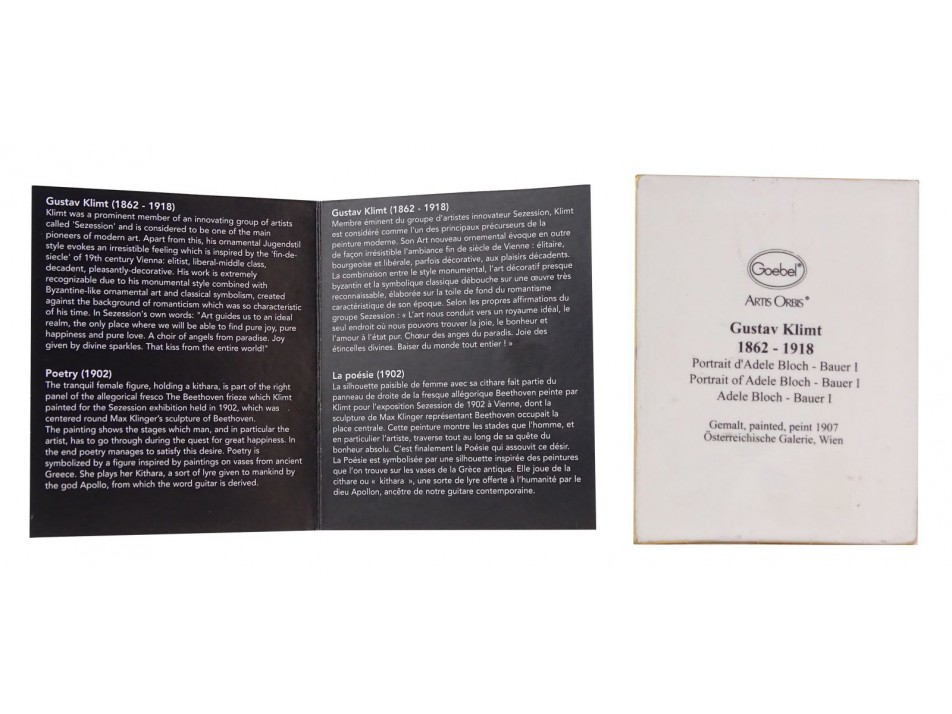 Gustav Klimt (1862 - 1918)
Klimt was a prominent member of an innovating group of artists
called 'Sezession' and is considered to be one of the main
pioneers of modern art. Apart from this, his ornamental Jugendstil
style evokes an irresistible feeling which is inspired by the 'fin-de-
siecle' of 19th century Vienna: elitist, liberal-middle class,
decadent, pleasantly-decorative. His work is extremely
recognizable due to his monumental style combined with
Byzantine-like ornamental art and classical symbolism, created
against the background of romanticism which was so characteristic
of his time. In Sezession's own words: "Art guides us to an ideal
realm, the only place where we will be able to find pure joy, pure
happiness and pure love. A choir of angels from paradise. Joy
given by divine sparkles. That kiss from the entire world!"
Poetry (1902)
The tranquil female figure, holding a kithara, is part of the right
panel of the allegorical fresco The Beethoven frieze which Klimt
painted for the Sezession exhibition held in 1902, which was
centered round Max Klinger's sculpture of Beethoven.
The painting shows the stages which man, and in particular the
artist, has to go through during the quest for great happiness. In
the end poetry manages to satisfy this desire. Poetry is
symbolized by a figure inspired by paintings on vases from ancient
Greece. She plays her Kithara, a sort of lyre given to mankind by
the god Apollo, from which the word guitar is derived.
Gustav Klimt (1862 - 1918)
Membre éminent du groupe d'artistes innovateur Sezession, Klimt
est considéré comme l'un des principaux précurseurs de la
peinture moderne. Son Art nouveau ornemental évoque en outre
de façon irrésistible l'ambiance fin de siècle de Vienne : élitaire,
bourgeoise et libérale, parfois décorative, aux plaisirs décadents.
La combinaison entre le style monumental, l'art décoratif presque
byzantin et la symbolique classique débouche sur une œuvre très
reconnaissable, élaborée sur la toile de fond du romantisme
caractéristique de son époque. Selon les propres affirmations du
groupe Sezession : « L'art nous conduit vers un royaume idéal, le
seul endroit où nous pouvons trouver la joie, le bonheur et
l'amour à l'état pur. Chœur des anges du paradis. Joie des
étincelles divines. Baiser du monde tout entier ! »
La poésie (1902)
La silhouette paisible de femme avec sa cithare fait partie du
panneau de droite de la fresque allégorique Beethoven peinte par
Klimt pour l'exposition Sezession de 1902 à Vienne, dont la
sculpture de Max Klinger représentant Beethoven occupait la
place centrale. Cette peinture montre les stades que l'homme, et
en particulier l'artiste, traverse tout au long de sa quête du
bonheur absolu. C'est finalement la Poésie qui assouvit ce désir.
La Poésie est symbolisée par une silhouette inspirée des peintures
que l'on trouve sur les vases de la Grèce antique. Elle joue de la
cithare ou « kithara », une sorte de lyre offerte à l'humanité par le
dieu Apollon, ancêtre de notre guitare contemporaine.
Goebel®
ARTIS ORBIS®
Gustav Klimt
1862 - 1918
Portrait d'Adele Bloch - Bauer I
Portrait of Adele Bloch - Bauer I
Adele Bloch - Bauer I
Gemalt, painted, peint 1907
Österreichische Galerie, Wien